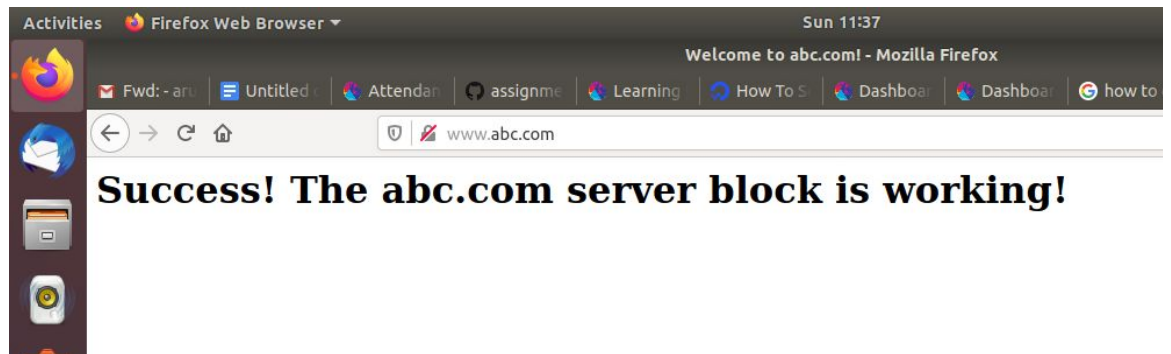 Activities Firefox Web Browser Sun 11:37
Welcome to abc.com! - Mozilla Firefox
Fwd: - aru Untitled Attendan assignme Learning How To S Dashboar Dashboar how to
www.abc.com
Success! The abc.com server block is working!